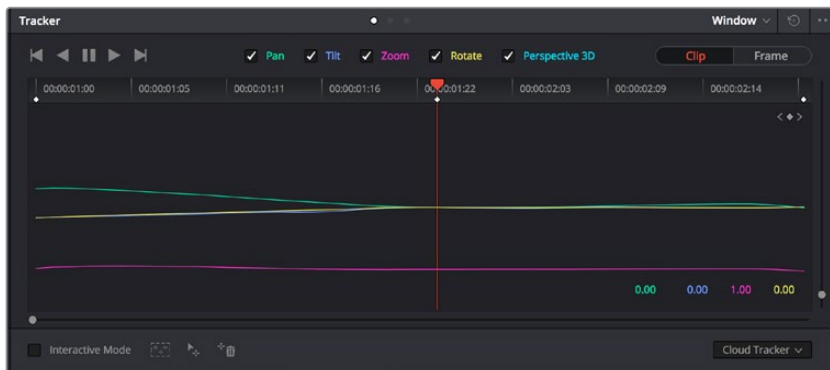 Tracker
Window
Pan Tilt Zoom Rotate Perspective 3D
Clip Frame
00:00:01:00 00:00:01:05 00:00:01:11 00:00:01:16 00:00:01:22 00:00:02:03 00:00:02:09 00:00:02:14
0.00 0.00 1.00 0.00
Interactive Mode
Cloud Tracker